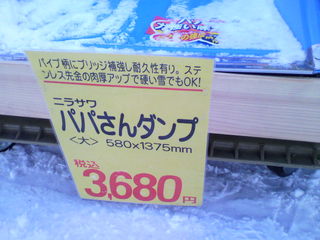 パイプ柄にブリッジ補強し耐久性有り。ステ
ンレス先金の肉厚アップで硬い雪でもOK!
ニラサワ
パパさんダンプ
<大> 580x1375mm
税込
3,680円